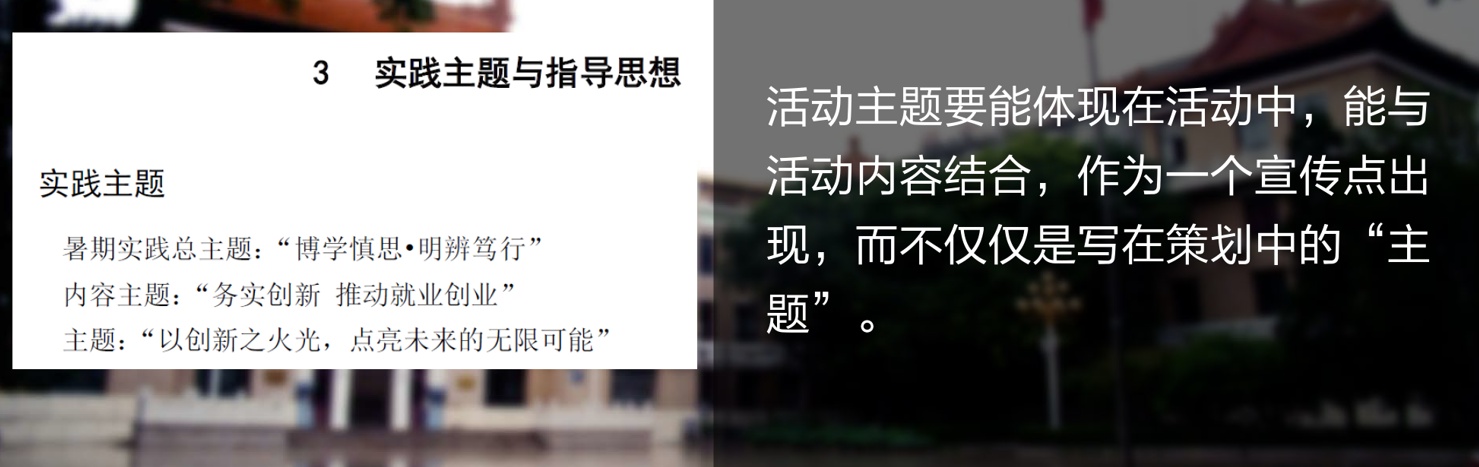 3 实践主题与指导思想
实践主题
暑期实践总主题：“博学慎思•明辨笃行”
内容主题：“务实创新 推动就业创业”
主题：“以创新之火光，点亮未来的无限可能”
活动主题要能体现在活动中，能与
活动内容结合，作为一个宣传点出
现，而不仅仅是写在策划中的“主
题”。